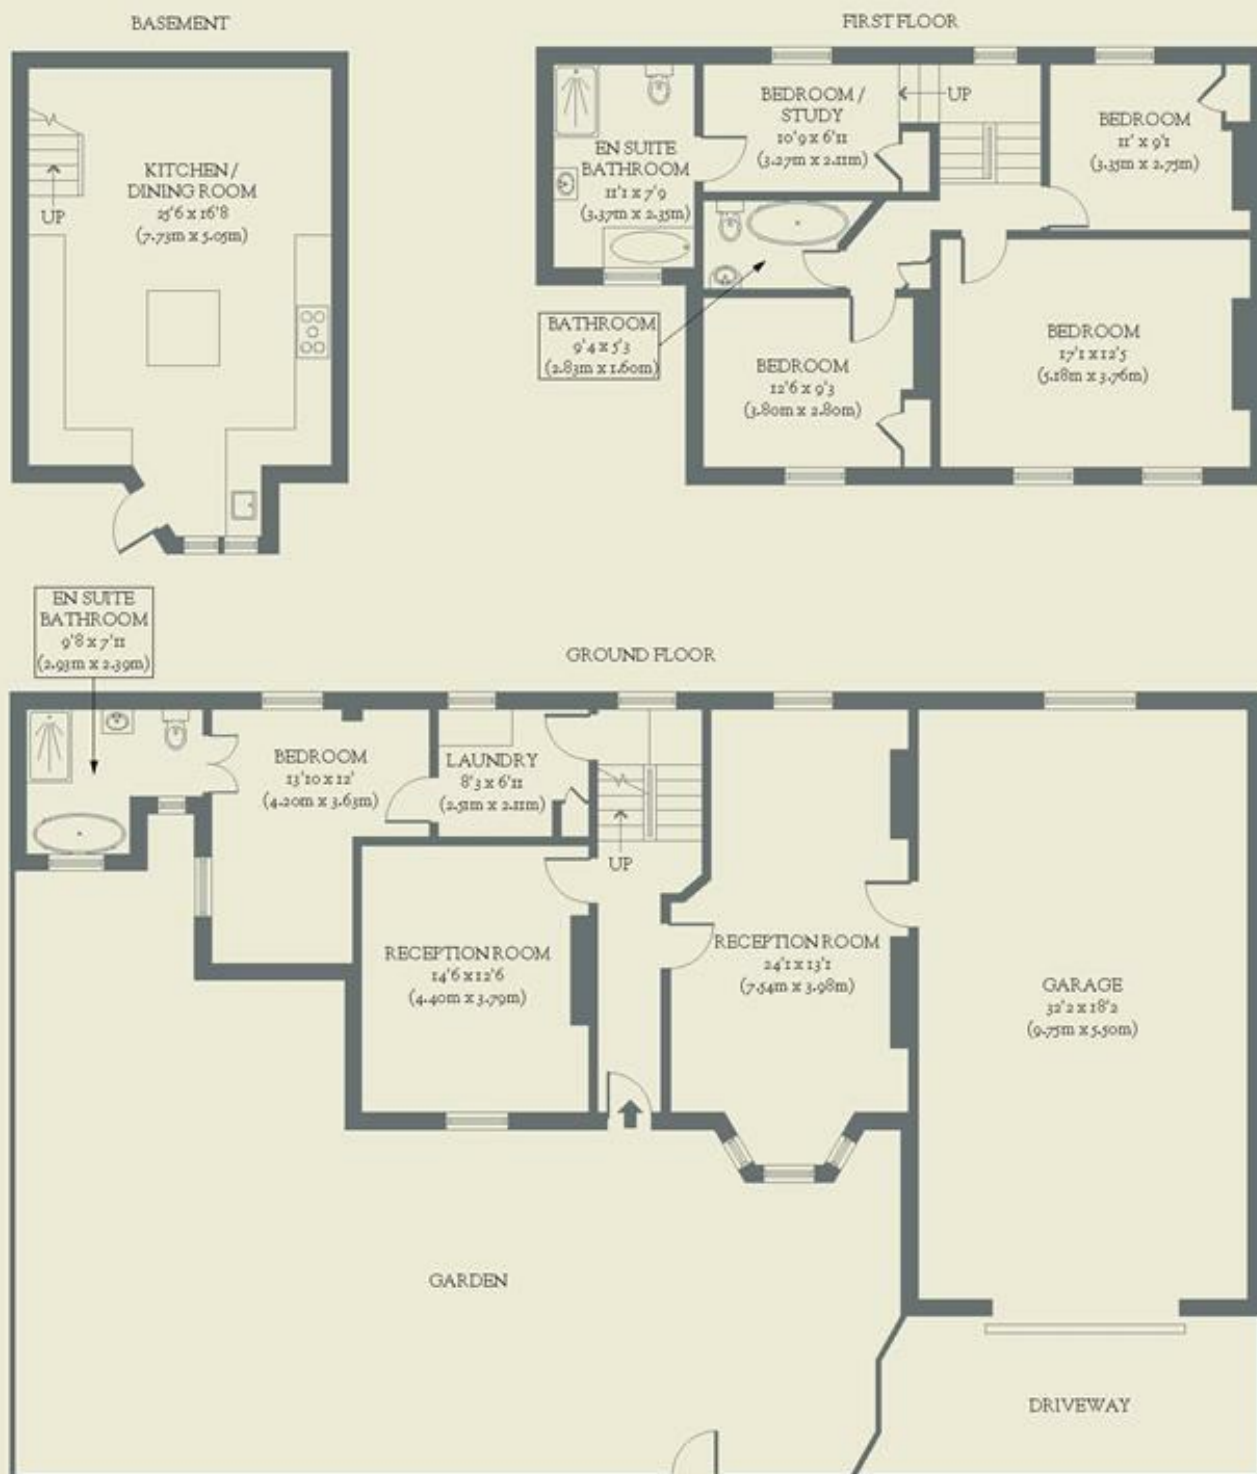 BASEMENT
KITCHEN /
DINING ROOM
25'6 x 16'8
(7.73m x 5.05m)
UP
FIRST FLOOR
EN SUITE
BATHROOM
11'1 x 7'9
(3.37m x 2.35m)
BEDROOM /
STUDY
10'9 x 6'11
(3.27m x 2.11m)
UP
BEDROOM
11' x 9'1
(3.35m x 2.75m)
BATHROOM
9'4 x 5'3
(2.83m x 1.60m)
BEDROOM
12'6 x 9'3
(3.80m x 2.80m)
BEDROOM
17'1 x 12'5
(5.18m x 3.76m)
GROUND FLOOR
EN SUITE
BATHROOM
9'8 x 7'11
(2.93m x 2.39m)
BEDROOM
13'10 x 12'
(4.20m x 3.63m)
LAUNDRY
8'3 x 6'11
(2.51m x 2.11m)
UP
RECEPTION ROOM
14'6 x 12'6
(4.40m x 3.79m)
RECEPTION ROOM
24'1 x 13'1
(7.54m x 3.98m)
GARAGE
32'2 x 18'2
(9.75m x 5.50m)
GARDEN
DRIVEWAY